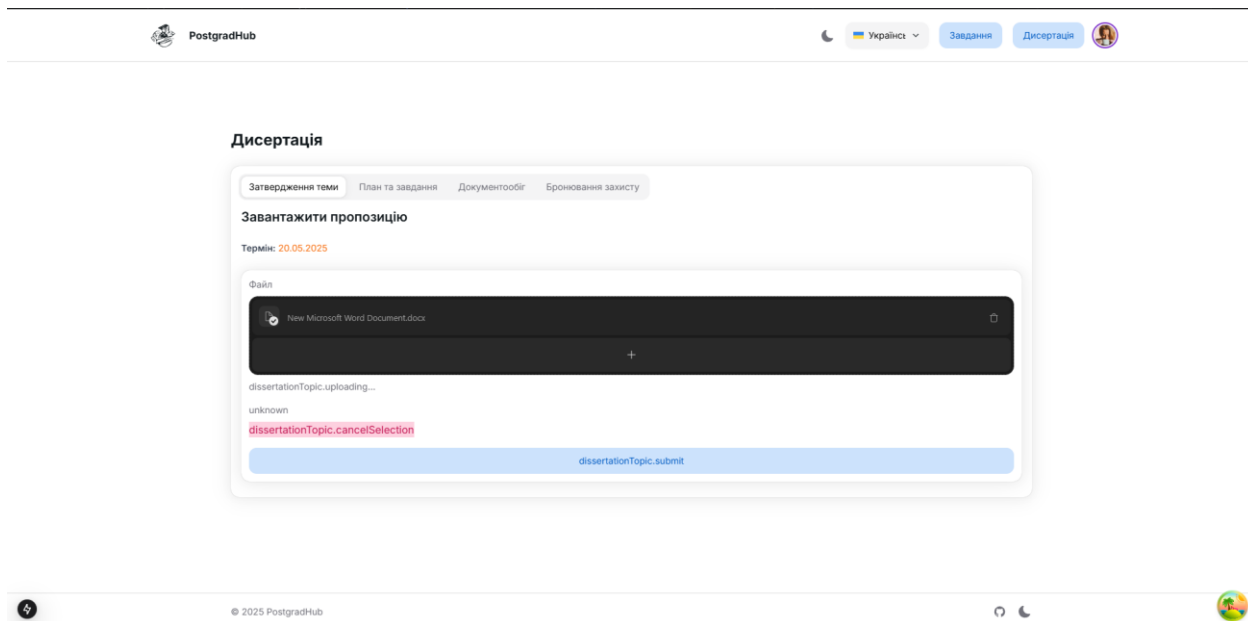 PostgradHub
Українсь
Завдання
Дисертація
Дисертація
Затвердження теми План та завдання Документообіг Бронювання захисту
Завантажити пропозицію
Термін: 20.05.2025
Файл
New Microsoft Word Document.docx
+
dissertationTopic.uploading...
unknown
dissertationTopic.cancelSelection
dissertationTopic.submit
© 2025 PostgradHub